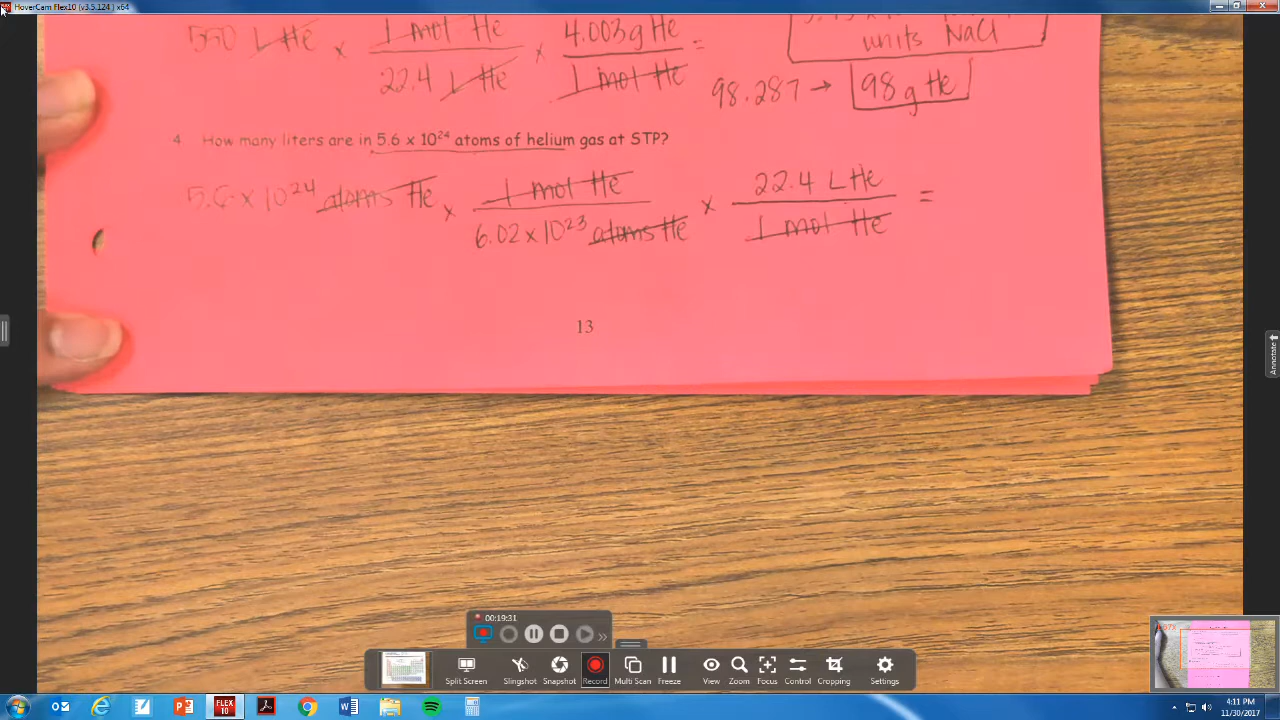 HoverCam Flex10 (v3.5.124) x64
550 L He × 1 mol He / 22.4 L He × 4.003 g He / 1 mol He =
units NaCl
98.287 → 98 g He
4. How many liters are in 5.6 x 10²⁴ atoms of helium gas at STP?
5.6 × 10²⁴ atoms He × 1 mol He / 6.02 × 10²³ atoms He × 22.4 L He / 1 mol He =
13
Annotate
00:19:31
Split Screen Slingshot Snapshot Record Multi Scan Freeze View Zoom Focus Control Cropping Settings
FLEX 10
4:11 PM
11/30/2017